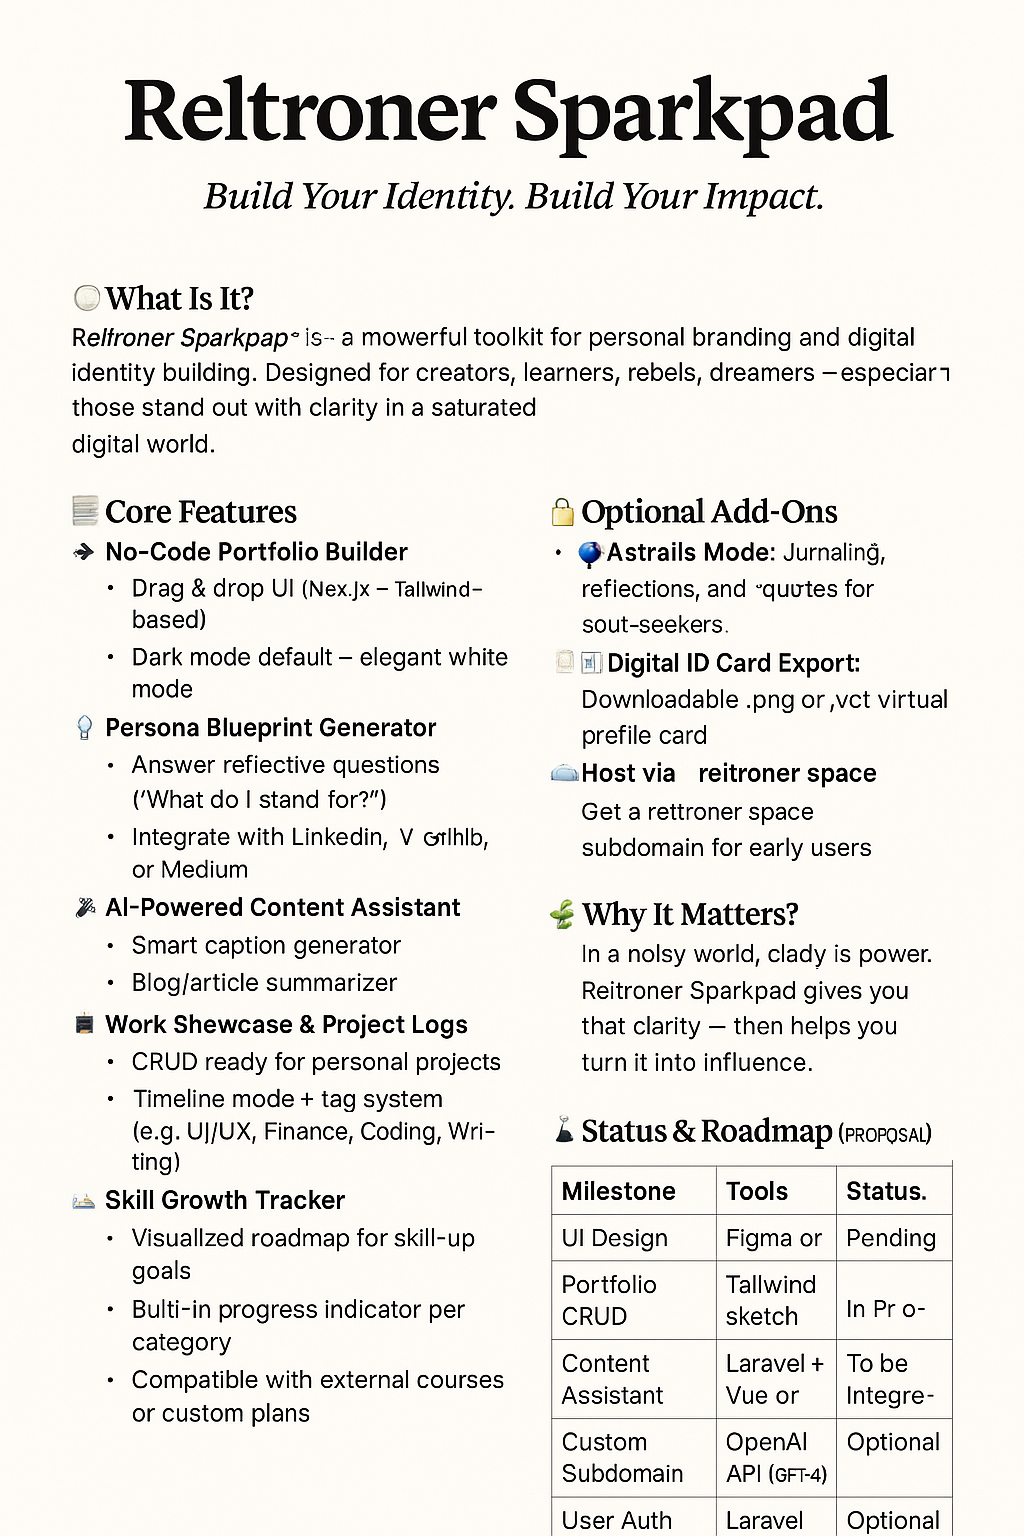 Reltroner Sparkpad
Build Your Identity. Build Your Impact.
What Is It?
Relfroner Sparkpap is-- a mowerful toolkit for personal branding and digital
identity building. Designed for creators, learners, rebels, dreamers – especiar
those stand out with clarity in a saturated
digital world.
Core Features
➔ No-Code Portfolio Builder
• Drag & drop UI (Nex.Jx – Tallwind–
based)
• Dark mode default – elegant white
mode
Persona Blueprint Generator
• Answer refiective questions
(‘What do I stand for?”)
• Integrate with Linkedin, V
or Medium
AI-Powered Content Assistant
• Smart caption generator
• Blog/article summarizer
Work Shewcase & Project Logs
• CRUD ready for personal projects
• Timeline mode + tag system
(e.g. UJ/UX, Finance, Coding, Wri-
ting)
Skill Growth Tracker
• Visuallzed roadmap for skill-up
goals
• Bulti-in progress indicator per
category
• Compatible with external courses
or custom plans
Optional Add-Ons
• Astrails Mode: Jurnaling,
refiections, and for
sout-seekers.
Digital ID Card Export:
Downloadable .png or ,vct virtual
prefile card
Host via reitroner space
Get a rettroner space
subdomain for early users
Why It Matters?
In a nolsy world, clady is power.
Reitroner Sparkpad gives you
that clarity — then helps you
turn it into influence.
Status & Roadmap (PROPOSAL)
Milestone Tools Status.
UI Design Figma or Pending
Portfolio Tallwind
CRUD sketch In Pr o-
Content Laravel + To be
Assistant Vue or Integre-
Custom OpenAI Optional
Subdomain API (GFT-4)
User Auth Laravel Optional